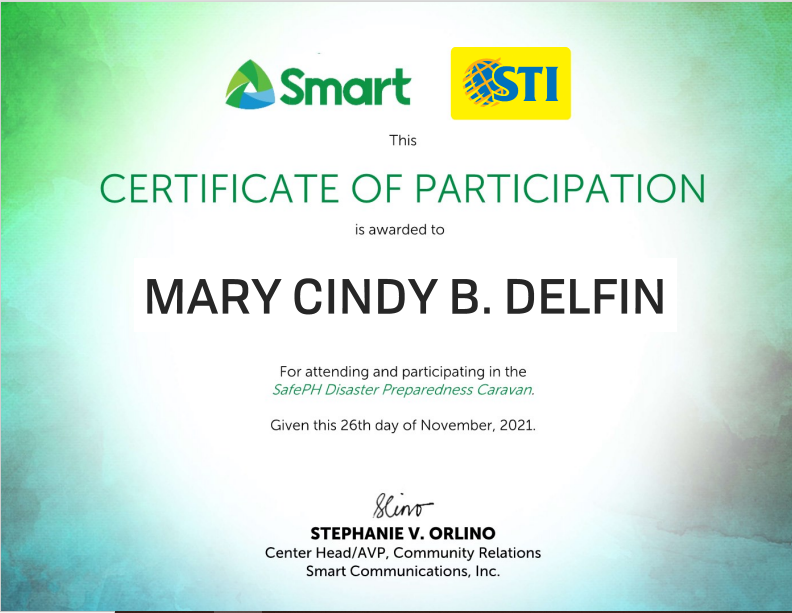 Smart STI
This
CERTIFICATE OF PARTICIPATION
is awarded to
MARY CINDY B. DELFIN
For attending and participating in the
SafePH Disaster Preparedness Caravan.
Given this 26th day of November, 2021.
Slino
STEPHANIE V. ORLINO
Center Head/AVP, Community Relations
Smart Communications, Inc.